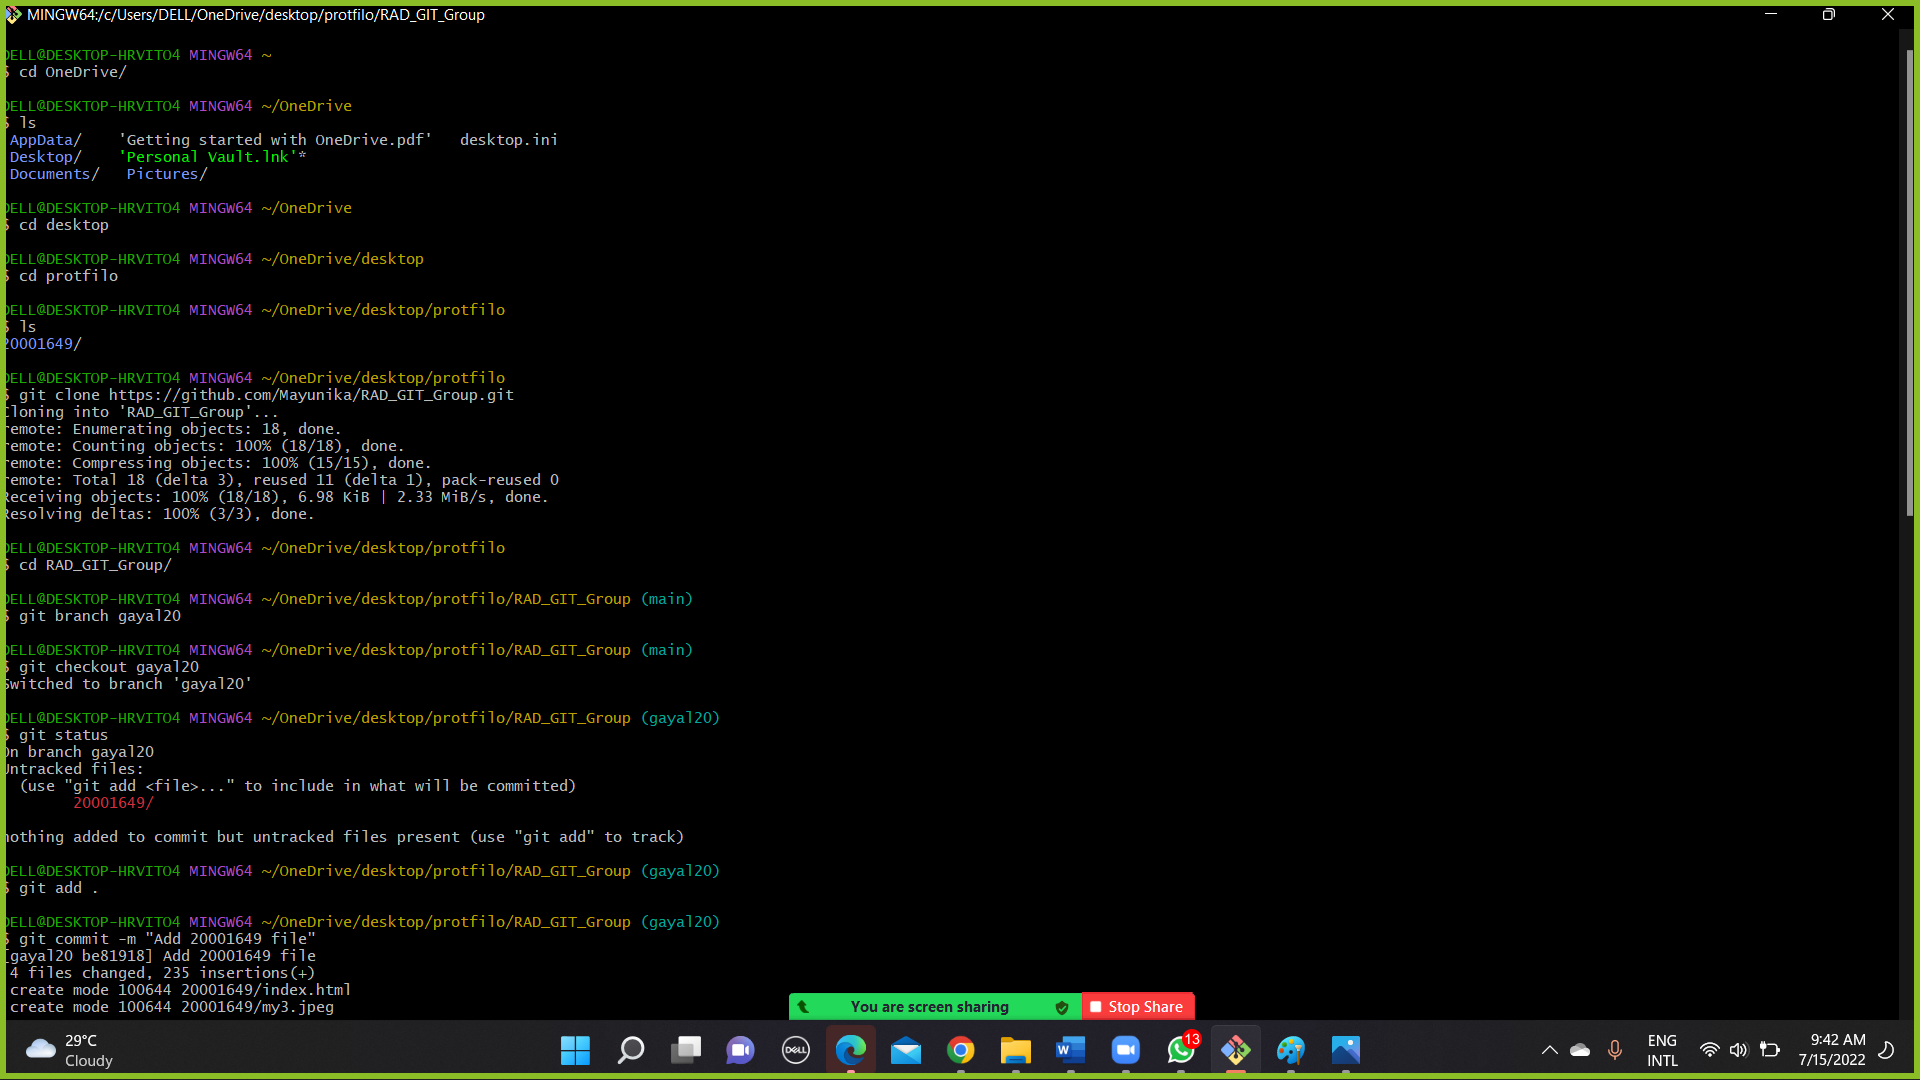 MINGW64:/c/Users/DELL/OneDrive/desktop/protfilo/RAD_GIT_Group
DELL@DESKTOP-HRVITO4 MINGW64 ~
$ cd OneDrive/
DELL@DESKTOP-HRVITO4 MINGW64 ~/OneDrive
$ ls
AppData/ 'Getting started with OneDrive.pdf' desktop.ini
Desktop/ 'Personal Vault.lnk'*
Documents/ Pictures/
DELL@DESKTOP-HRVITO4 MINGW64 ~/OneDrive
$ cd desktop
DELL@DESKTOP-HRVITO4 MINGW64 ~/OneDrive/desktop
$ cd protfilo
DELL@DESKTOP-HRVITO4 MINGW64 ~/OneDrive/desktop/protfilo
$ ls
20001649/
DELL@DESKTOP-HRVITO4 MINGW64 ~/OneDrive/desktop/protfilo
$ git clone https://github.com/Mayunika/RAD_GIT_Group.git
Cloning into 'RAD_GIT_Group'...
remote: Enumerating objects: 18, done.
remote: Counting objects: 100% (18/18), done.
remote: Compressing objects: 100% (15/15), done.
remote: Total 18 (delta 3), reused 11 (delta 1), pack-reused 0
Receiving objects: 100% (18/18), 6.98 KiB | 2.33 MiB/s, done.
Resolving deltas: 100% (3/3), done.
DELL@DESKTOP-HRVITO4 MINGW64 ~/OneDrive/desktop/protfilo
$ cd RAD_GIT_Group/
DELL@DESKTOP-HRVITO4 MINGW64 ~/OneDrive/desktop/protfilo/RAD_GIT_Group (main)
$ git branch gayal20
DELL@DESKTOP-HRVITO4 MINGW64 ~/OneDrive/desktop/protfilo/RAD_GIT_Group (main)
$ git checkout gayal20
Switched to branch 'gayal20'
DELL@DESKTOP-HRVITO4 MINGW64 ~/OneDrive/desktop/protfilo/RAD_GIT_Group (gayal20)
$ git status
On branch gayal20
Untracked files:
(use "git add <file>..." to include in what will be committed)
20001649/
nothing added to commit but untracked files present (use "git add" to track)
DELL@DESKTOP-HRVITO4 MINGW64 ~/OneDrive/desktop/protfilo/RAD_GIT_Group (gayal20)
$ git add .
DELL@DESKTOP-HRVITO4 MINGW64 ~/OneDrive/desktop/protfilo/RAD_GIT_Group (gayal20)
$ git commit -m "Add 20001649 file"
[gayal20 be81918] Add 20001649 file
4 files changed, 235 insertions(+)
create mode 100644 20001649/index.html
create mode 100644 20001649/my3.jpeg
You are screen sharing
Stop Share
29°C
Cloudy
DELL
W
13
ENG
INTL
9:42 AM
7/15/2022